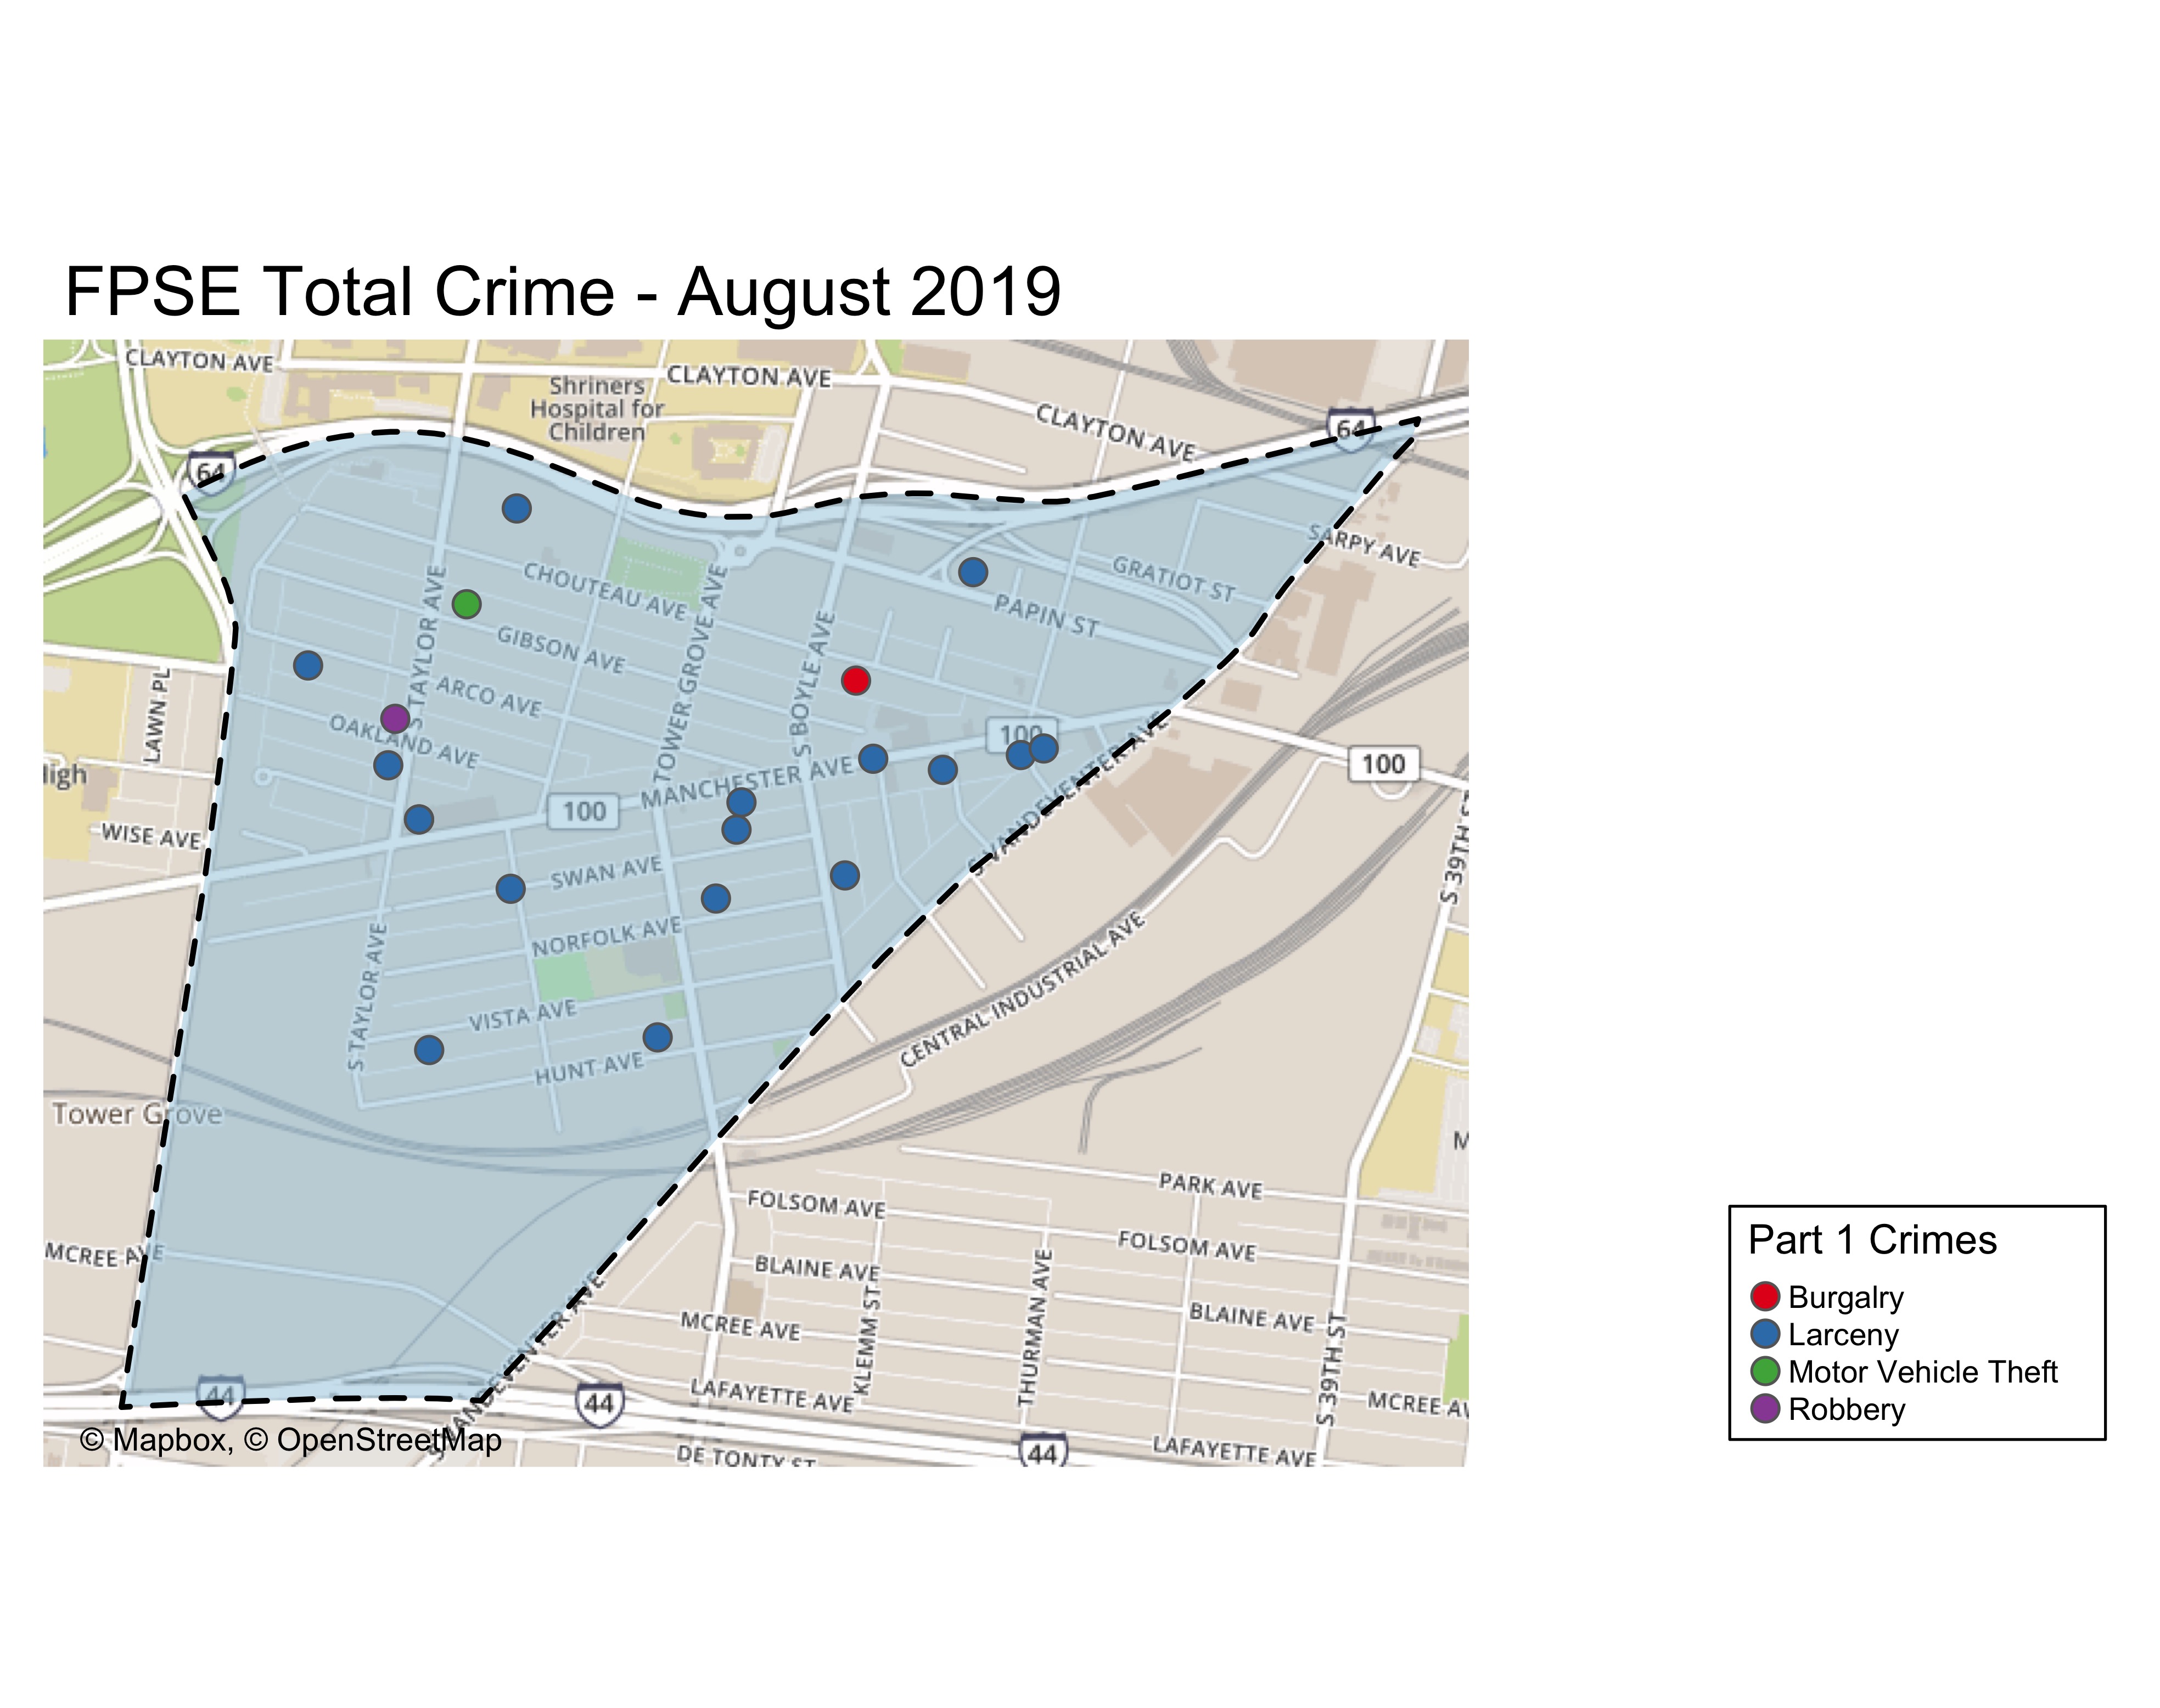 FPSE Total Crime - August 2019
CLAYTON AVE
CLAYTON AVE
Shriners
Hospital for
Children
CLAYTON AVE
64
64
SARPY AVE
GRATIOT ST
CHOUTEAU AVE
PAPIN ST
GIBSON AVE
S TAYLOR AVE
TOWER GROVE AVE
S BOYLE AVE
ARCO AVE
LAWN PL
OAKLAND AVE
100
100
MANCHESTER AVE
100
S VANDEVENTER AVE
WISE AVE
SWAN AVE
S 39TH
NORFOLK AVE
S TAYLOR AVE
CENTRAL INDUSTRIAL AVE
VISTA AVE
HUNT AVE
Tower Grove
PARK AVE
FOLSOM AVE
FOLSOM AVE
MCREE AVE
BLAINE AVE
BLAINE AVE
MCREE AVE
KLEMM ST
THURMAN AVE
S 39TH ST
S VANDEVENTER AVE
44
44
LAFAYETTE AVE
MCREE AV
44
LAFAYETTE AVE
DE TONTY ST
© Mapbox, © OpenStreetMap
Part 1 Crimes
Burgalry
Larceny
Motor Vehicle Theft
Robbery